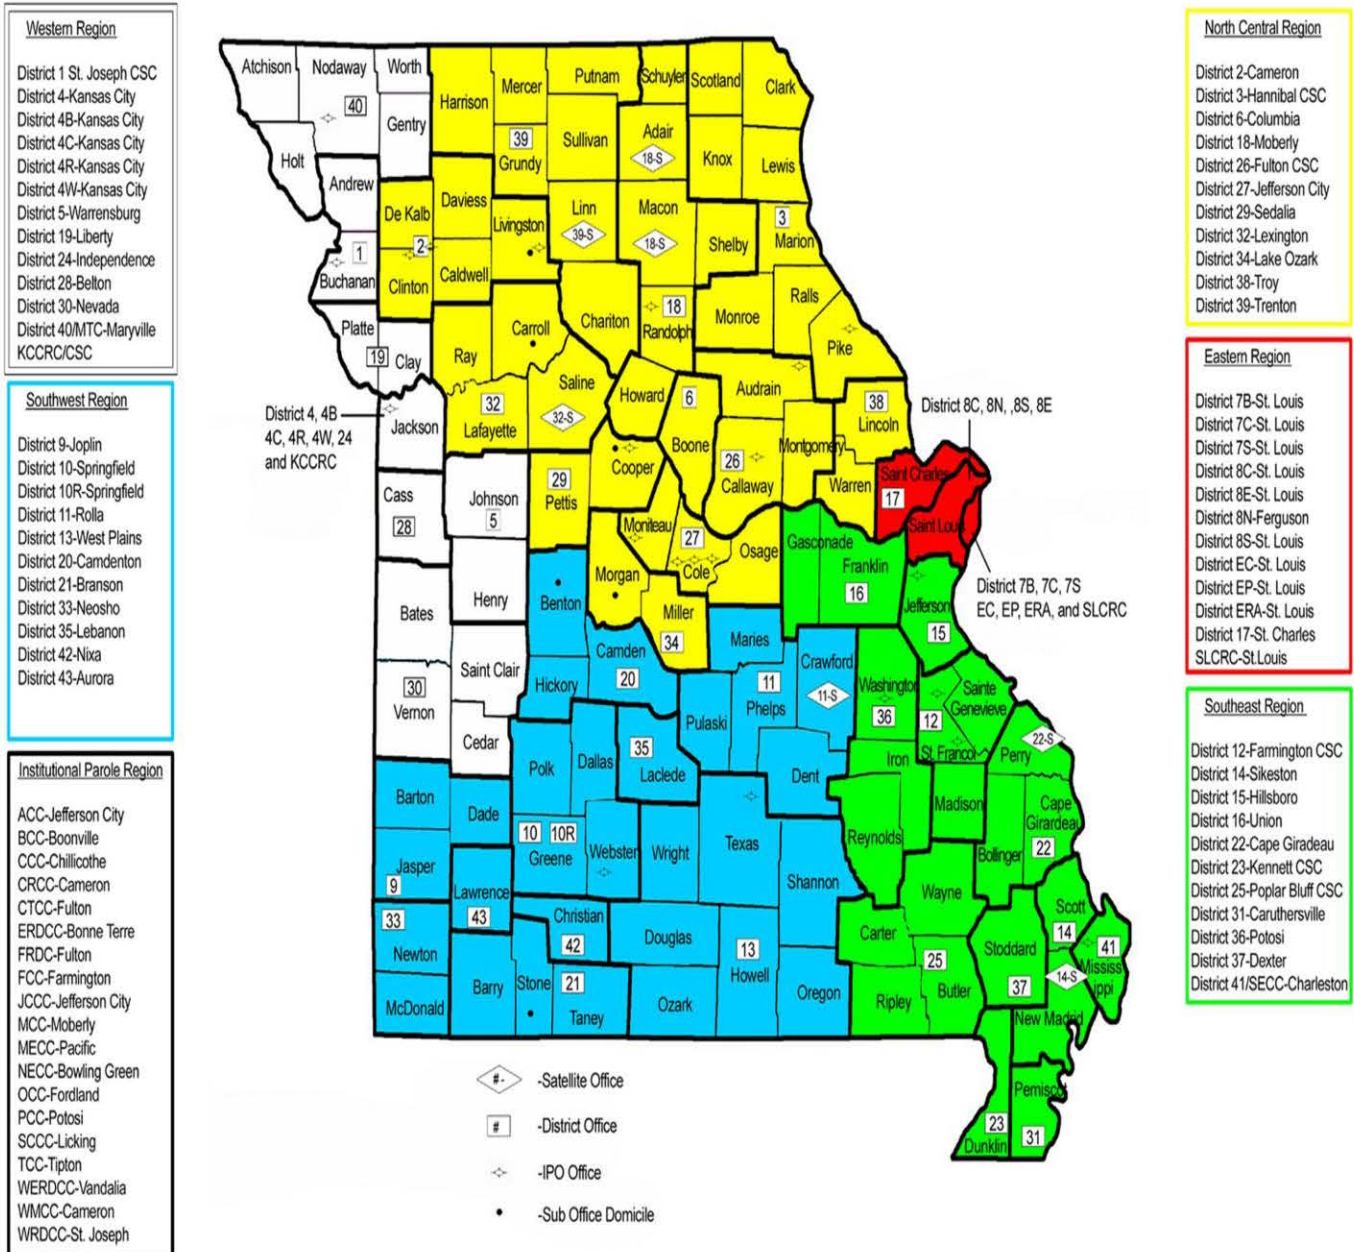 Western Region
District 1 St. Joseph CSC
District 4-Kansas City
District 4B-Kansas City
District 4C-Kansas City
District 4R-Kansas City
District 4W-Kansas City
District 5-Warrensburg
District 19-Liberty
District 24-Independence
District 28-Belton
District 30-Nevada
District 40/MTC-Maryville
KCCRC/CSC
Southwest Region
District 9-Joplin
District 10-Springfield
District 10R-Springfield
District 11-Rolla
District 13-West Plains
District 20-Camdenton
District 21-Branson
District 33-Neosho
District 35-Lebanon
District 42-Nixa
District 43-Aurora
Institutional Parole Region
ACC-Jefferson City
BCC-Boonville
CCC-Chillicothe
CRCC-Cameron
CTCC-Fulton
ERDCC-Bonne Terre
FRDC-Fulton
FCC-Farmington
JCCC-Jefferson City
MCC-Moberly
MECC-Pacific
NECC-Bowling Green
OCC-Fordland
PCC-Potosi
SCCC-Licking
TCC-Tipton
WERDCC-Vandalia
WMCC-Cameron
WRDCC-St. Joseph
Atchison
Nodaway
40
Worth
Gentry
Holt
Andrew
1
Buchanan
Platte
19
Clay
District 4, 4B
4C, 4R, 4W, 24
and KCCRC
Jackson
Cass
28
Johnson
5
Bates
Henry
30
Vernon
Saint Clair
Cedar
Harrison
Mercer
Putnam
Schuyler
Scotland
Clark
39
Grundy
Sullivan
Adair
18-S
Knox
Lewis
De Kalb
2
Clinton
Daviess
Caldwell
Livingston
Linn
39-S
Macon
18-S
Shelby
3
Marion
Ray
Carroll
Chariton
18
Randolph
Monroe
Ralls
Pike
32
Lafayette
Saline
32-S
Howard
6
Boone
Audrain
38
Lincoln
29
Pettis
Cooper
26
Callaway
Montgomery
Warren
Moniteau
27
Cole
Osage
Morgan
Miller
34
District 8C, 8N, ,8S, 8E
Saint Charles
17
Saint Louis
District 7B, 7C, 7S
EC, EP, ERA, and SLCRC
Gasconade
Franklin
16
Jefferson
15
Benton
Camden
20
Hickory
Maries
Crawford
11-S
11
Phelps
Pulaski
Dent
Washington
36
12
St. Francoi
Sainte
Genevieve
22-S
Perry
Iron
Madison
Reynolds
Bollinger
Cape
Girardeau
22
Polk
Dallas
35
Laclede
Barton
Dade
10
10R
Greene
Webster
Wright
Texas
Shannon
Jasper
9
Lawrence
43
33
Newton
McDonald
Barry
Christian
42
Stone
21
Taney
Douglas
Ozark
13
Howell
Oregon
Wayne
Carter
Ripley
25
Butler
Stoddard
37
Scott
14
41
Mississ
ippi
14-S
New Madrid
Pemiscot
31
23
Dunklin
#-
-Satellite Office
#
-District Office
-IPO Office
-Sub Office Domicile
North Central Region
District 2-Cameron
District 3-Hannibal CSC
District 6-Columbia
District 18-Moberly
District 26-Fulton CSC
District 27-Jefferson City
District 29-Sedalia
District 32-Lexington
District 34-Lake Ozark
District 38-Troy
District 39-Trenton
Eastern Region
District 7B-St. Louis
District 7C-St. Louis
District 7S-St. Louis
District 8C-St. Louis
District 8E-St. Louis
District 8N-Ferguson
District 8S-St. Louis
District EC-St. Louis
District EP-St. Louis
District ERA-St. Louis
District 17-St. Charles
SLCRC-St.Louis
Southeast Region
District 12-Farmington CSC
District 14-Sikeston
District 15-Hillsboro
District 16-Union
District 22-Cape Giradeau
District 23-Kennett CSC
District 25-Poplar Bluff CSC
District 31-Caruthersville
District 36-Potosi
District 37-Dexter
District 41/SECC-Charleston